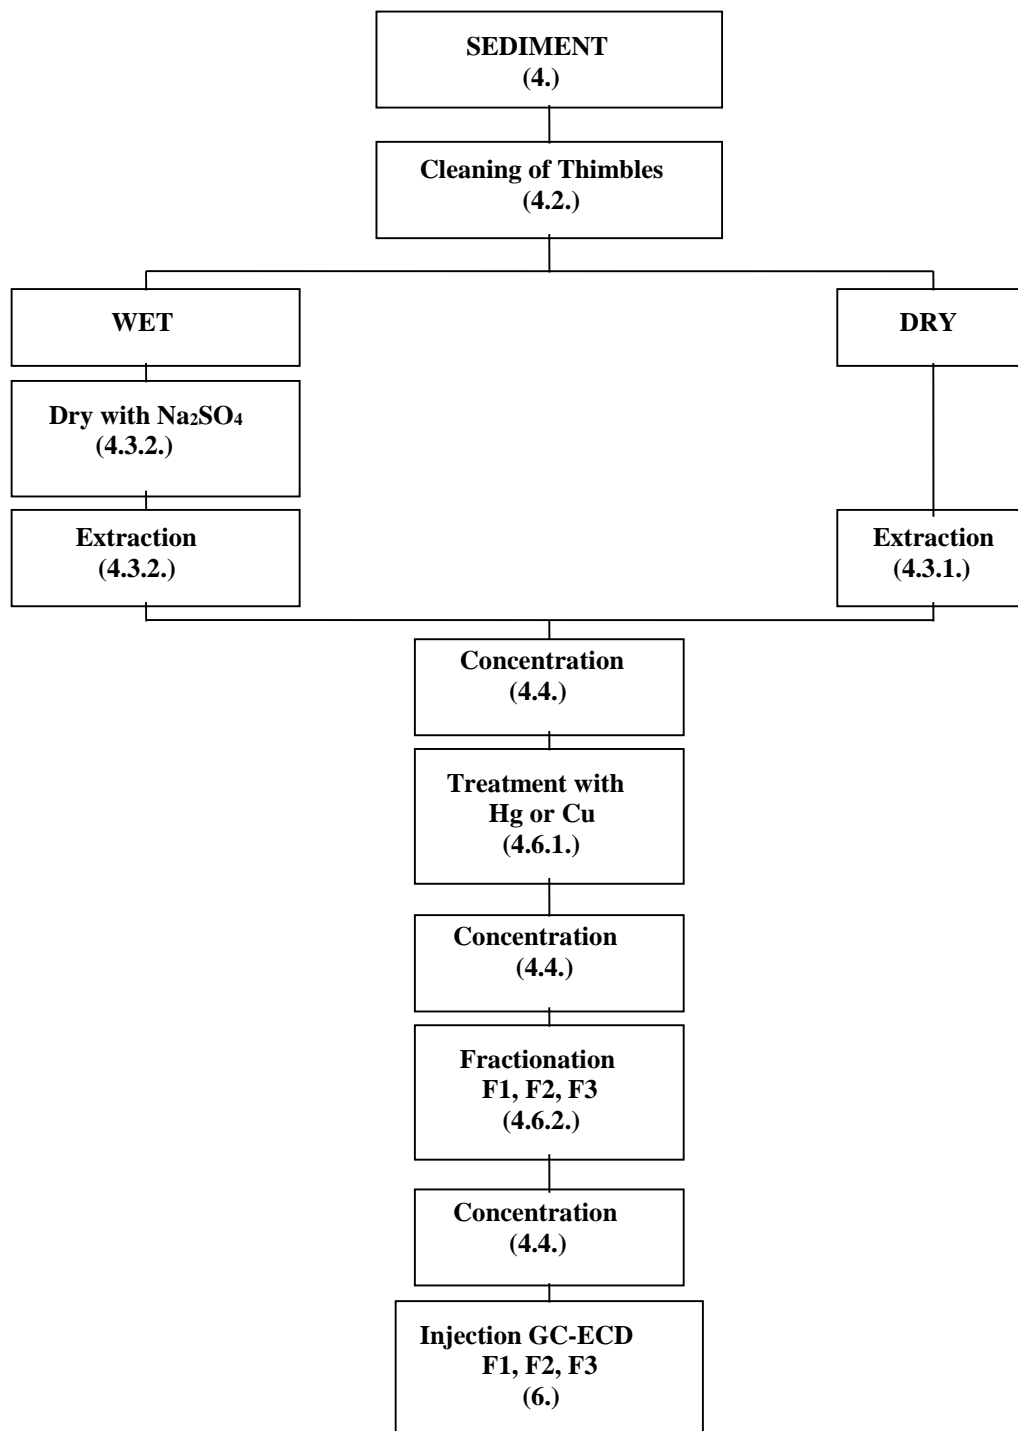 SEDIMENT
(4.)
Cleaning of Thimbles
(4.2.)
WET
DRY
Dry with Na₂SO₄
(4.3.2.)
Extraction
(4.3.2.)
Extraction
(4.3.1.)
Concentration
(4.4.)
Treatment with
Hg or Cu
(4.6.1.)
Concentration
(4.4.)
Fractionation
F1, F2, F3
(4.6.2.)
Concentration
(4.4.)
Injection GC-ECD
F1, F2, F3
(6.)